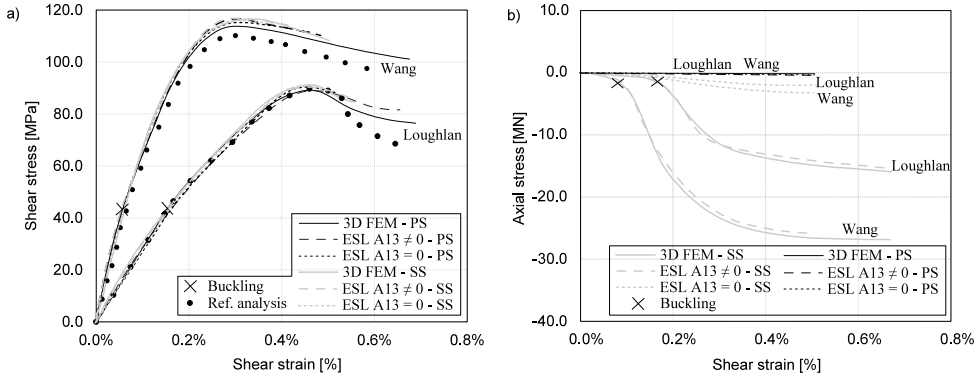 a)
120.0
100.0
80.0
60.0
40.0
20.0
0.0
Shear stress [MPa]
Wang
Loughlan
3D FEM - PS
ESL A13 ≠ 0 - PS
ESL A13 = 0 - PS
3D FEM - SS
ESL A13 ≠ 0 - SS
ESL A13 = 0 - SS
Buckling
Ref. analysis
0.0% 0.2% 0.4% 0.6% 0.8%
Shear strain [%]
b)
0.0
-10.0
-20.0
-30.0
-40.0
Axial stress [MN]
Loughlan Wang
Loughlan
Wang
Loughlan
Wang
3D FEM - SS
ESL A13 ≠ 0 - SS
ESL A13 = 0 - SS
Buckling
3D FEM - PS
ESL A13 ≠ 0 - PS
ESL A13 = 0 - PS
0.0% 0.2% 0.4% 0.6% 0.8%
Shear strain [%]